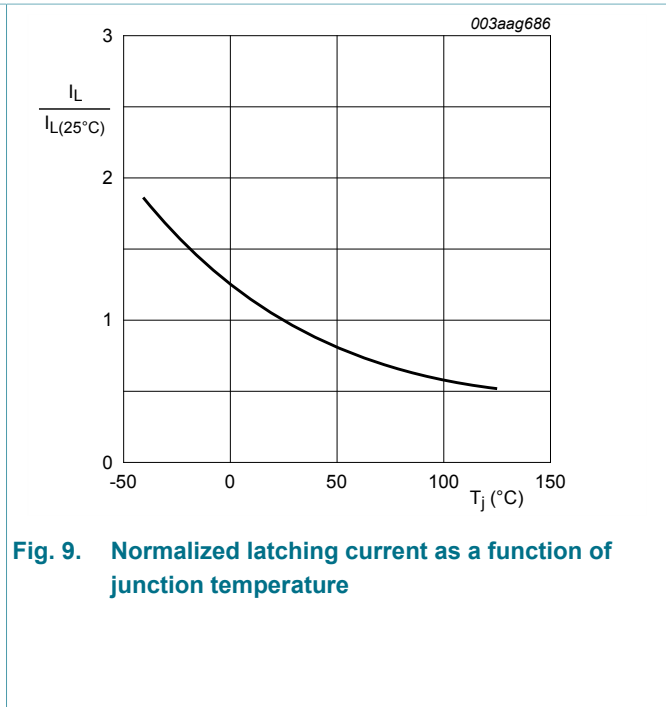 003aag686
3
I_L
I_L(25°C)
2
1
0
-50 0 50 100 150
T_j (°C)
Fig. 9. Normalized latching current as a function of
junction temperature